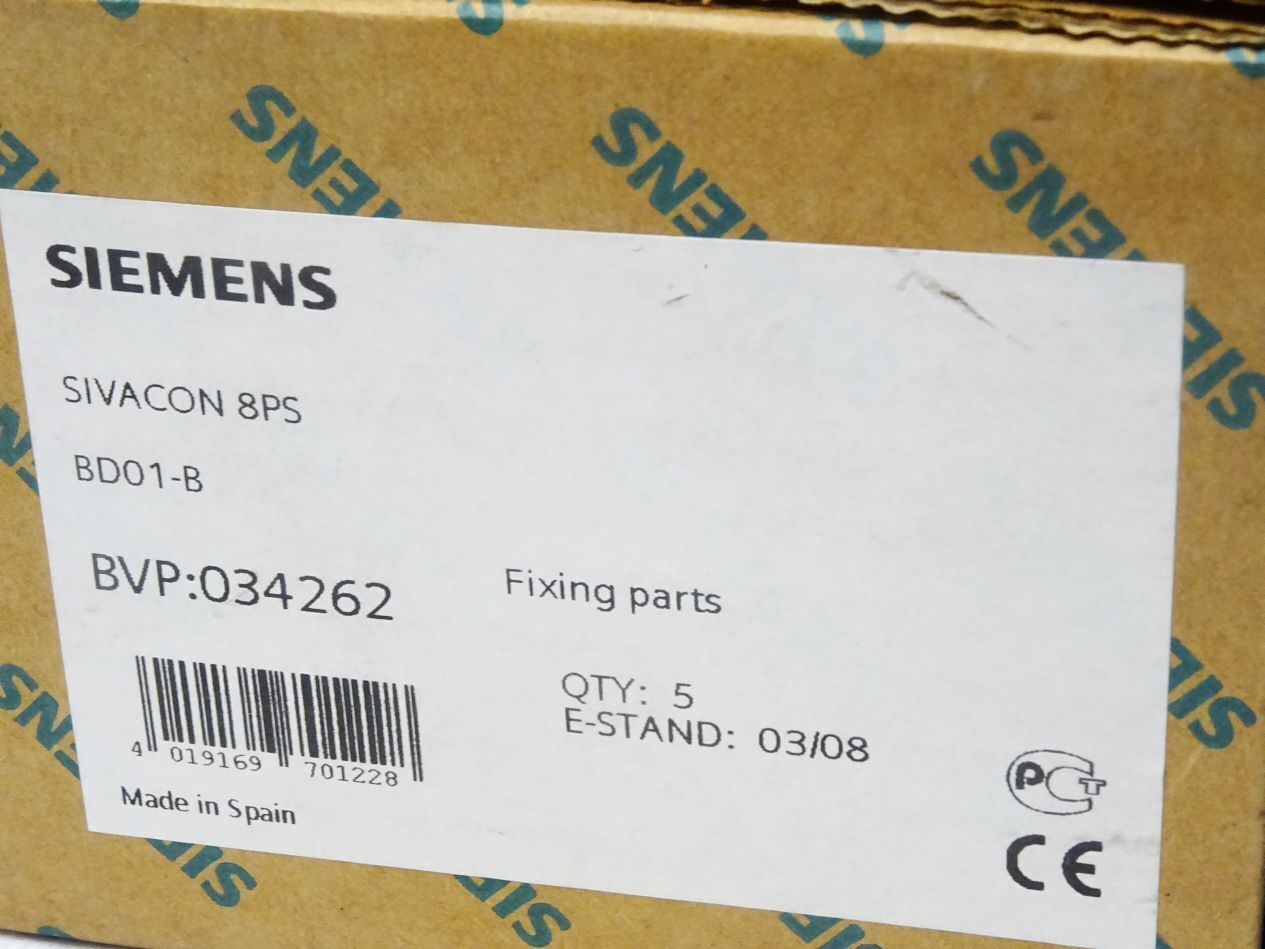 SIEMENS
SIVACON 8PS
BD01-B
BVP:034262
Fixing parts
QTY: 5
E-STAND: 03/08
4 019169 701228
Made in Spain
PCT
CE